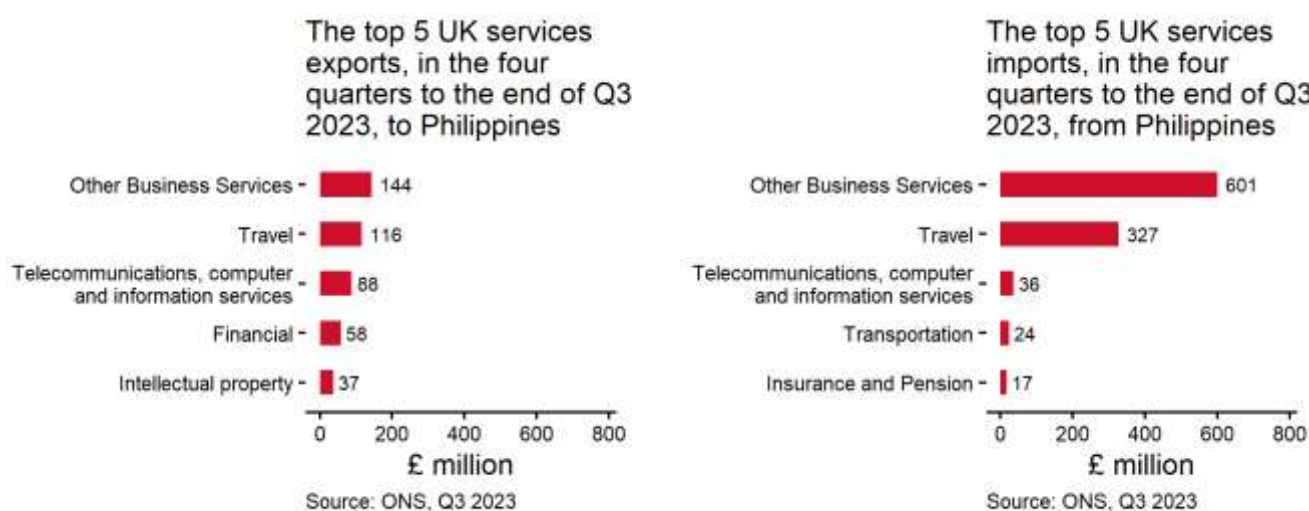 The top 5 UK services
exports, in the four
quarters to the end of Q3
2023, to Philippines
Other Business Services
144
Travel
116
Telecommunications, computer
and information services
88
Financial
58
Intellectual property
37
0 200 400 600 800
£ million
Source: ONS, Q3 2023
The top 5 UK services
imports, in the four
quarters to the end of Q3
2023, from Philippines
Other Business Services
601
Travel
327
Telecommunications, computer
and information services
36
Transportation
24
Insurance and Pension
17
0 200 400 600 800
£ million
Source: ONS, Q3 2023